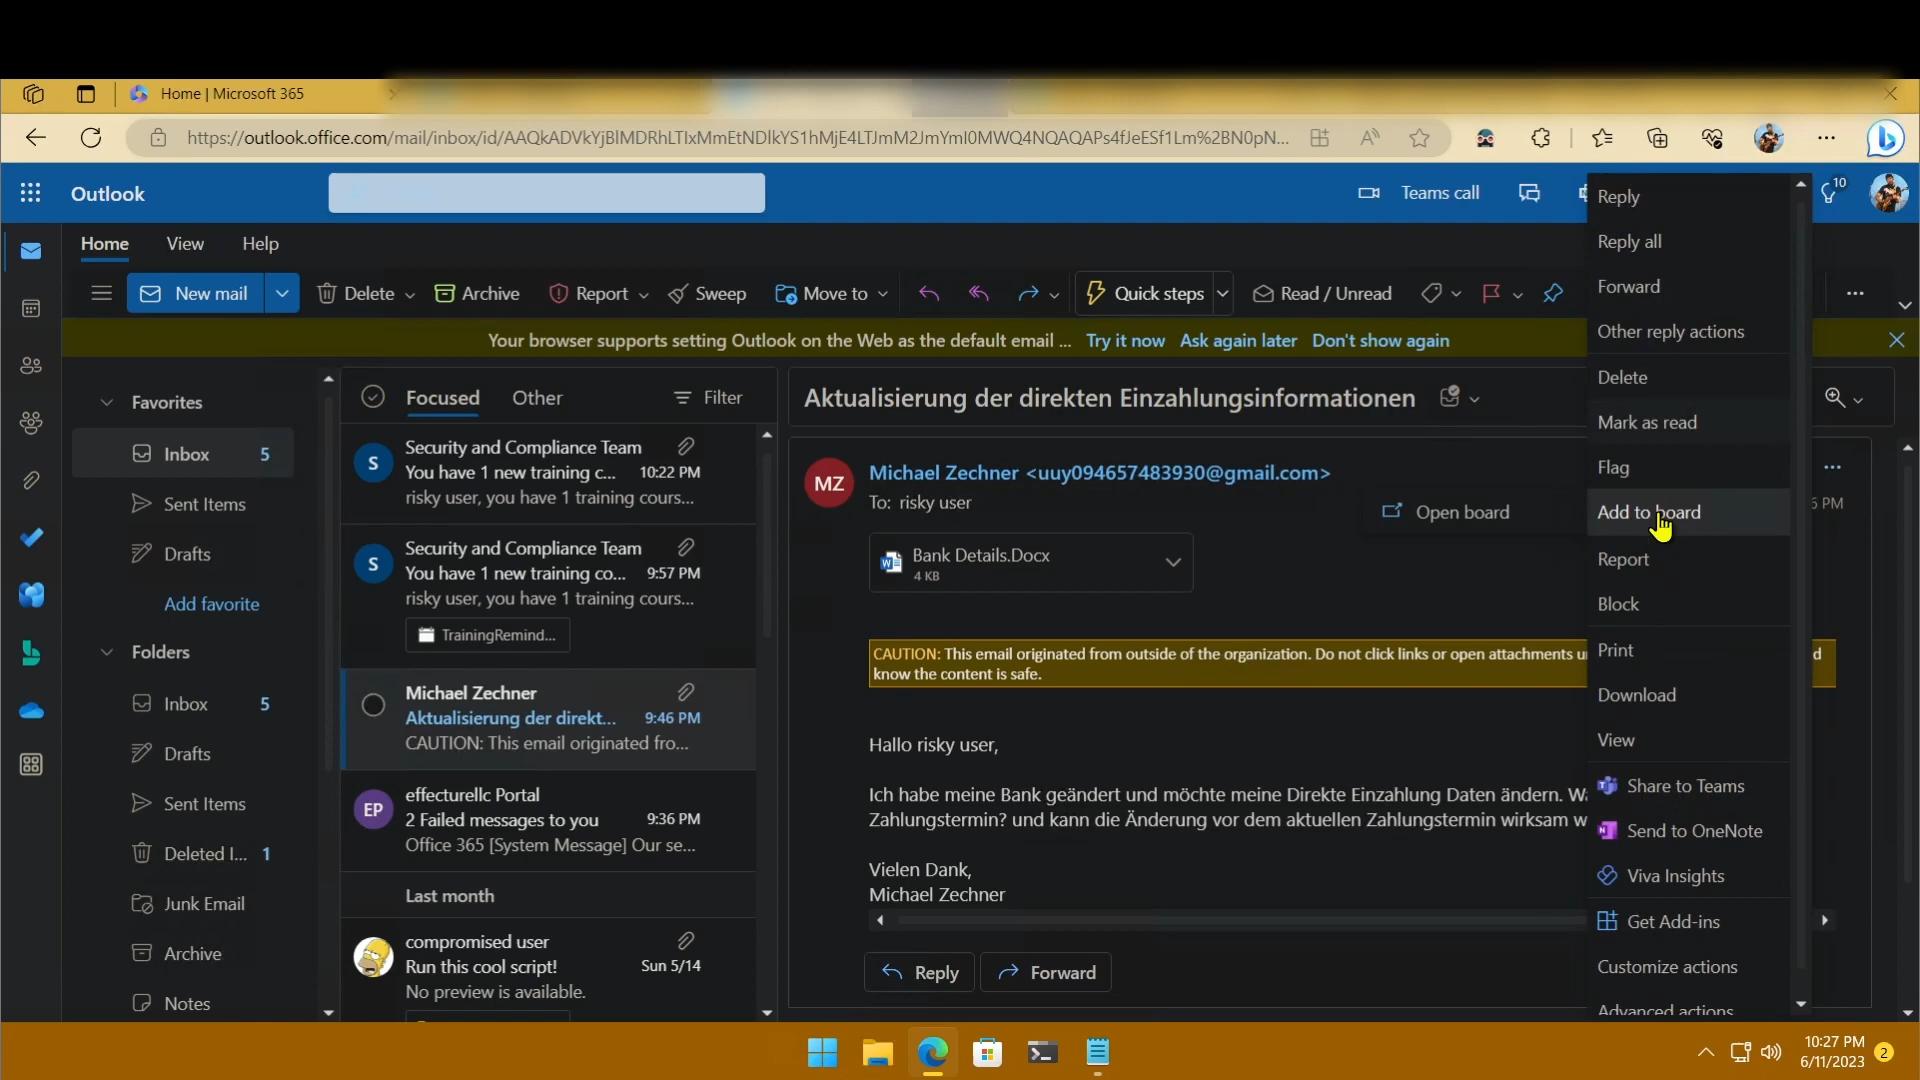 Home | Microsoft 365
https://outlook.office.com/mail/inbox/id/
Outlook
Teams call
10
Home View Help
New mail Delete Archive Report Sweep Move to Quick steps Read / Unread
Your browser supports setting Outlook on the Web as the default email ... Try it now Ask again later Don't show again
Favorites
Inbox 5
Sent Items
Drafts
Add favorite
Folders
Inbox 5
Drafts
Sent Items
Deleted I... 1
Junk Email
Archive
Notes
Focused Other Filter
S
Security and Compliance Team
You have 1 new training c... 10:22 PM
risky user, you have 1 training cours...
S
Security and Compliance Team
You have 1 new training co... 9:57 PM
risky user, you have 1 training cours...
TrainingRemind...
Michael Zechner
Aktualisierung der direkt... 9:46 PM
CAUTION: This email originated fro...
EP
effecturellc Portal
2 Failed messages to you 9:36 PM
Office 365 [System Message] Our se...
Last month
compromised user
Run this cool script! Sun 5/14
No preview is available.
Aktualisierung der direkten Einzahlungsinformationen
MZ
Michael Zechner <uuy094657483930@gmail.com>
To: risky user
6 PM
Bank Details.Docx
4 KB
CAUTION: This email originated from outside of the organization. Do not click links or open attachments u
d
know the content is safe.
Hallo risky user,
Ich habe meine Bank geändert und möchte meine Direkte Einzahlung Daten ändern. Wa
Zahlungstermin? und kann die Änderung vor dem aktuellen Zahlungstermin wirksam w
Vielen Dank,
Michael Zechner
Reply Forward
Open board
Reply
Reply all
Forward
Other reply actions
Delete
Mark as read
Flag
Add to board
Report
Block
Print
Download
View
Share to Teams
Send to OneNote
Viva Insights
Get Add-ins
Customize actions
Advanced actions
10:27 PM
6/11/2023
2